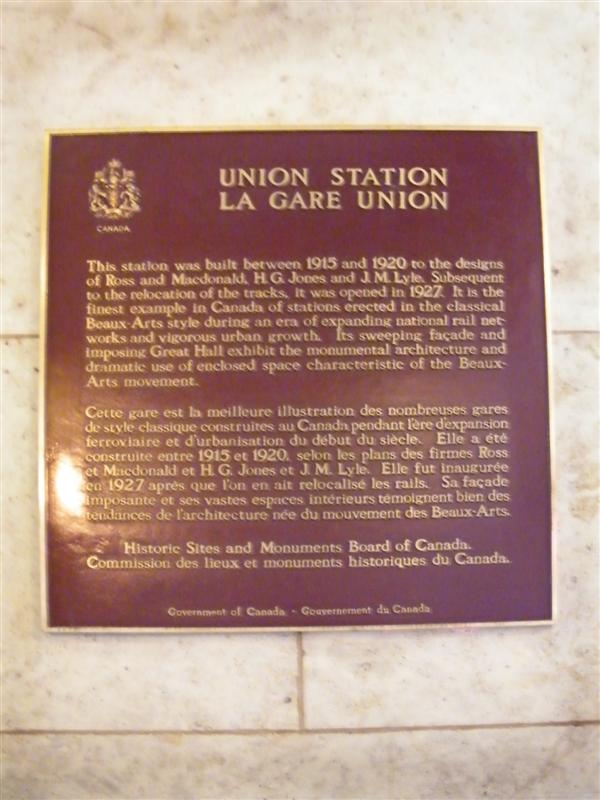 CANADA
UNION STATION
LA GARE UNION
This station was built between 1915 and 1920 to the designs
of Ross and Macdonald, H.G. Jones and J.M. Lyle. Subsequent
to the relocation of the tracks, it was opened in 1927. It is the
finest example in Canada of stations erected in the classical
Beaux-Arts style during an era of expanding national rail net-
works and vigorous urban growth. Its sweeping façade and
imposing Great Hall exhibit the monumental architecture and
dramatic use of enclosed space characteristic of the Beaux-
Arts movement.
Cette gare est la meilleure illustration des nombreuses gares
de style classique construites au Canada pendant l'ère d'expansion
ferroviaire et d'urbanisation du début du siècle. Elle a été
construite entre 1915 et 1920, selon les plans des firmes Ross
et Macdonald et H.G. Jones et J.M. Lyle. Elle fut inaugurée
en 1927 après que l'on en ait relocalisé les rails. Sa façade
imposante et ses vastes espaces intérieurs témoignent bien des
tendances de l'architecture née du mouvement des Beaux-Arts.
Historic Sites and Monuments Board of Canada.
Commission des lieux et monuments historiques du Canada.
Government of Canada - Gouvernement du Canada